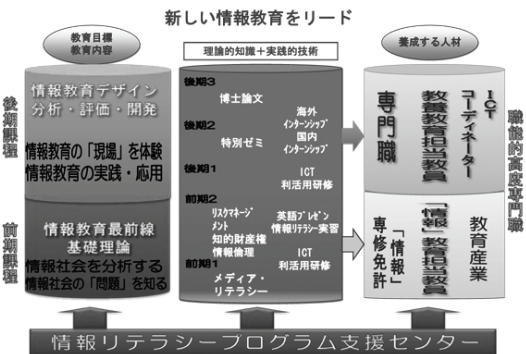 新しい情報教育をリード
教育目標
教育内容
理論的知識＋実践的技術
養成する人材
後期課程
前期課程
情報教育デザイン
分析・評価・開発
情報教育の「現場」を体験
情報教育の実践・応用
情報教育最前線
基礎理論
情報社会を分析する
情報社会の「問題」を知る
後期3
博士論文
後期2
特別ゼミ
海外
インターンシップ
国内
インターンシップ
後期1
ICT
利活用研修
前期2
リスクマネージ
メント
知的財産権
情報倫理
英語プレゼン
情報リテラシー実習
ICT
利活用研修
前期1
メディア・
リテラシー
ICT
コーディネーター
教養教育担当教員
専門職
教育産業
「情報」教育担当教員
「情報」
専修免許
職能的高度専門職
情報リテラシープログラム支援センター